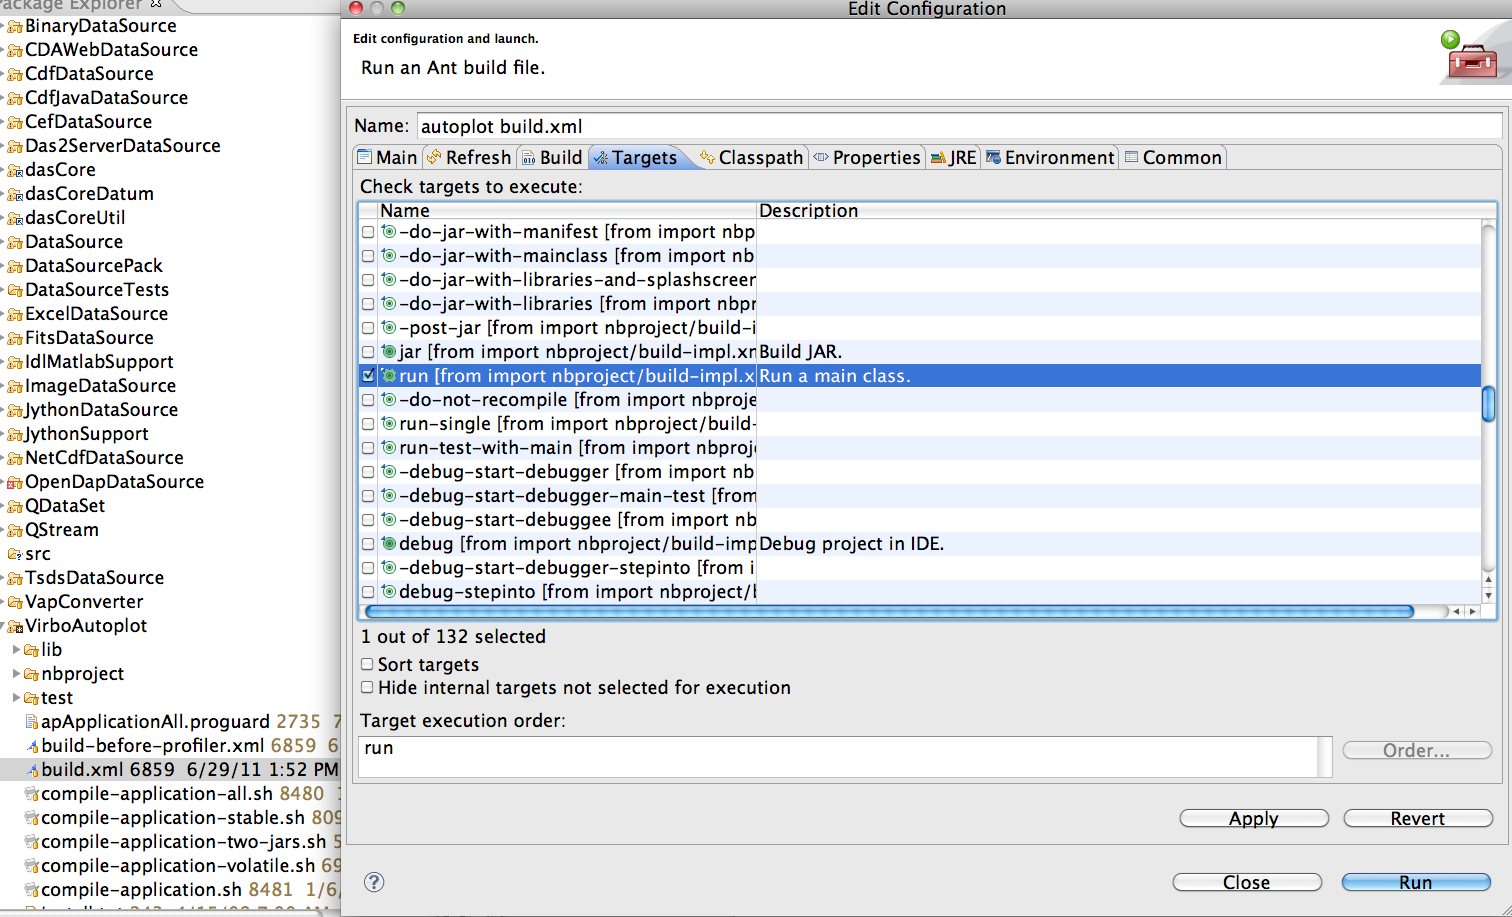 Package Explorer
BinaryDataSource
CDAWebDataSource
CdfDataSource
CdfJavaDataSource
CefDataSource
Das2ServerDataSource
dasCore
dasCoreDatum
dasCoreUtil
DataSource
DataSourcePack
DataSourceTests
ExcelDataSource
FitsDataSource
IdlMatlabSupport
ImageDataSource
JythonDataSource
JythonSupport
NetCdfDataSource
OpenDapDataSource
QDataSet
QStream
src
TsdsDataSource
VapConverter
VirboAutoplot
lib
nbproject
test
apApplicationAll.proguard 2735 7
build-before-profiler.xml 6859 6
build.xml 6859 6/29/11 1:52 PM
compile-application-all.sh 8480
compile-application-stable.sh 809
compile-application-two-jars.sh 5
compile-application-volatile.sh 69
compile-application.sh 8481 1/6/
Edit Configuration
Edit configuration and launch.
Run an Ant build file.
Name: autoplot build.xml
Main Refresh Build Targets Classpath Properties JRE Environment Common
Check targets to execute:
Name Description
-do-jar-with-manifest [from import nbp
-do-jar-with-mainclass [from import nb
-do-jar-with-libraries-and-splashscreer
-do-jar-with-libraries [from import nbpr
-post-jar [from import nbproject/build-i
jar [from import nbproject/build-impl.xr Build JAR.
run [from import nbproject/build-impl.x Run a main class.
-do-not-recompile [from import nbproje
run-single [from import nbproject/build-
run-test-with-main [from import nbproj
-debug-start-debugger [from import nb
-debug-start-debugger-main-test [from
-debug-start-debuggee [from import nb
debug [from import nbproject/build-imp Debug project in IDE.
-debug-start-debugger-stepinto [from i
debug-stepinto [from import nbproject/
1 out of 132 selected
Sort targets
Hide internal targets not selected for execution
Target execution order:
run
Order...
Apply Revert
? Close Run